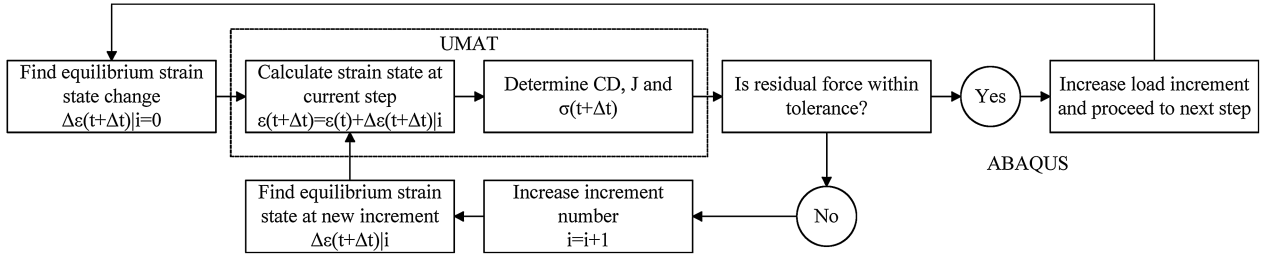 UMAT
Find equilibrium strain
state change
Δε(t+Δt)|i=0
Calculate strain state at
current step
ε(t+Δt)=ε(t)+Δε(t+Δt)|i
Determine CD, J and
σ(t+Δt)
Is residual force within
tolerance?
Yes
Increase load increment
and proceed to next step
ABAQUS
No
Increase increment
number
i=i+1
Find equilibrium strain
state at new increment
Δε(t+Δt)|i